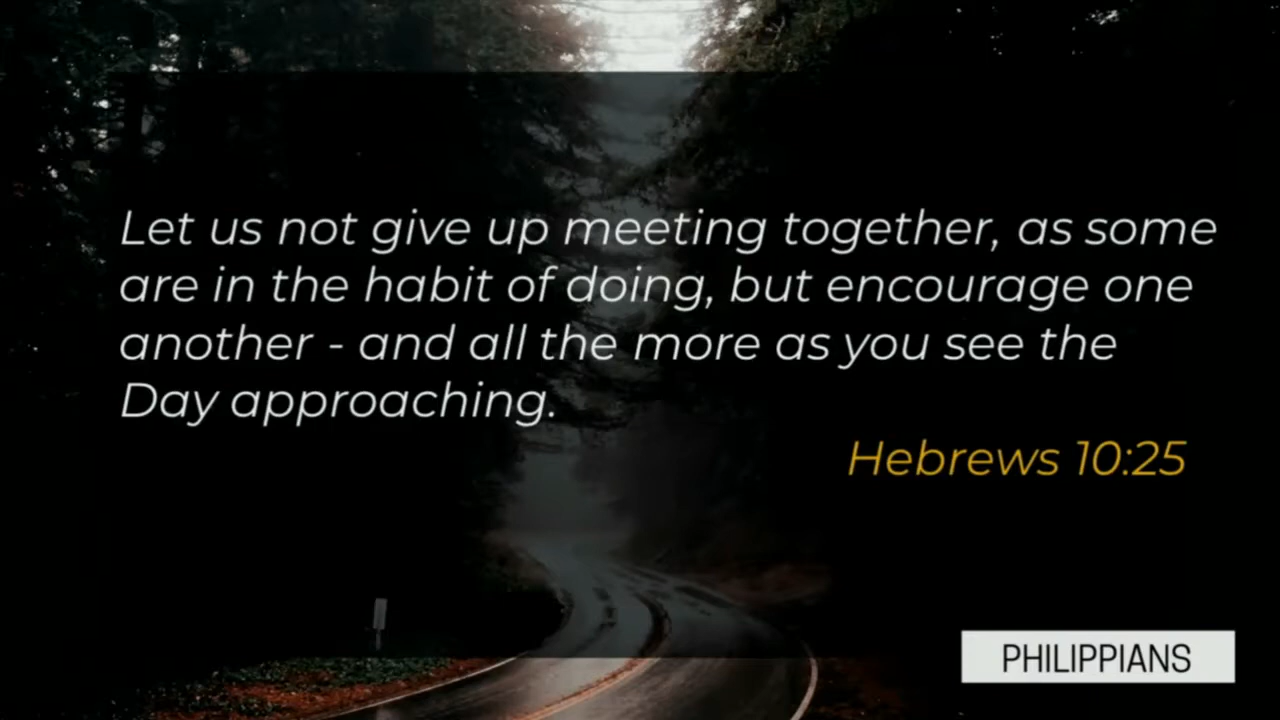 Let us not give up meeting together, as some
are in the habit of doing, but encourage one
another - and all the more as you see the
Day approaching.
Hebrews 10:25
PHILIPPIANS